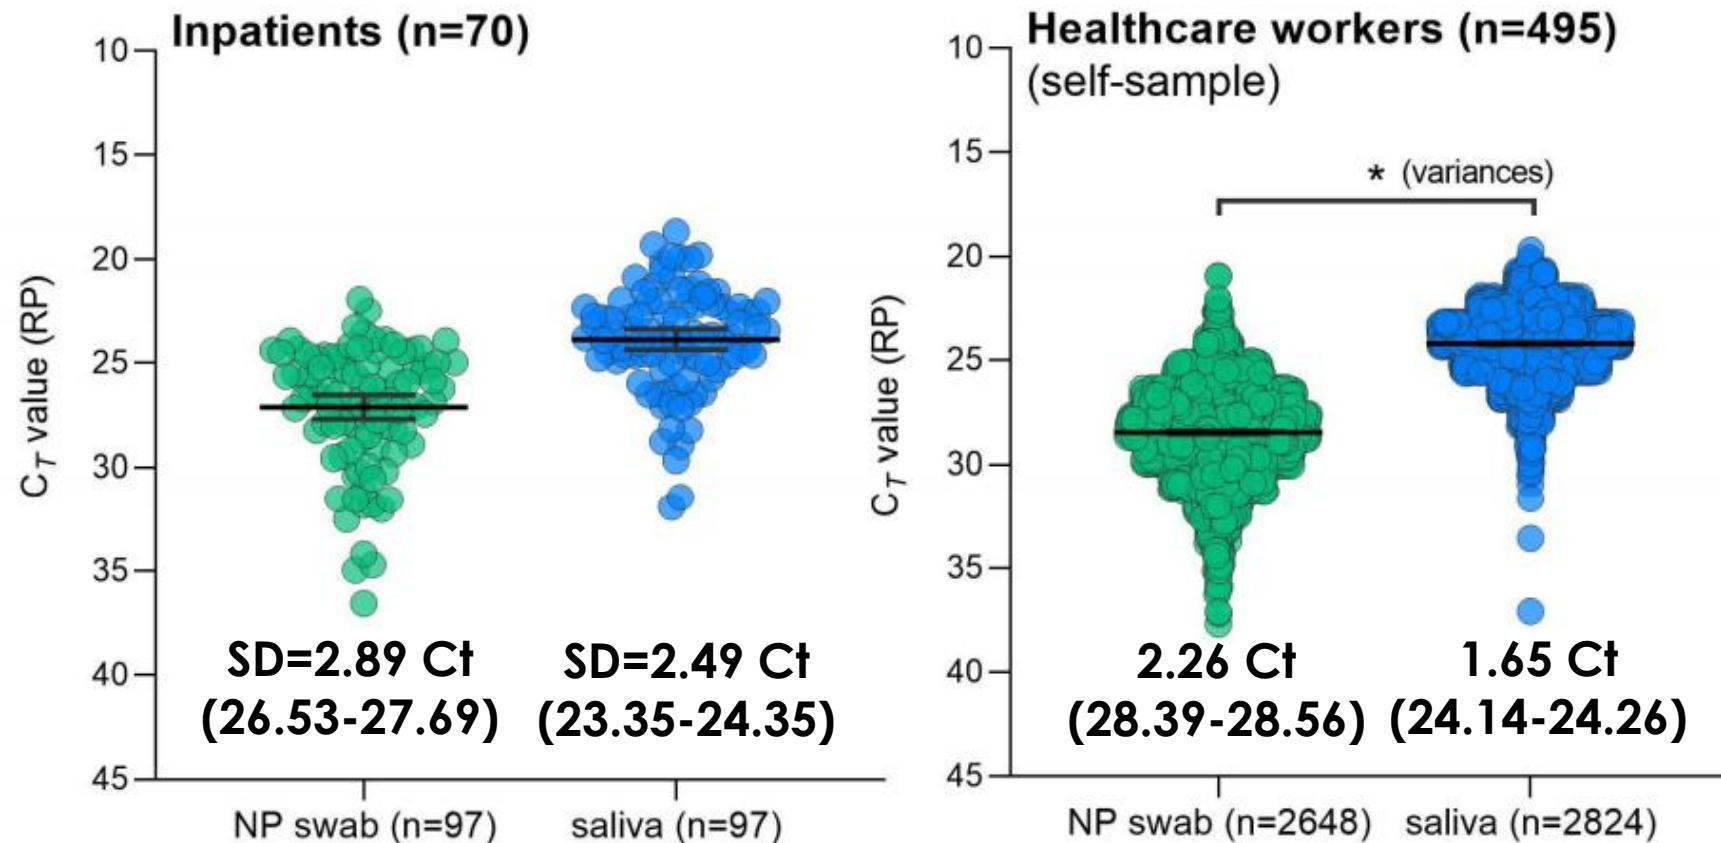 Inpatients (n=70)
10
15
20
25
30
35
40
45
C_T value (RP)
SD=2.89 Ct
(26.53-27.69)
SD=2.49 Ct
(23.35-24.35)
NP swab (n=97)
saliva (n=97)
Healthcare workers (n=495)
(self-sample)
10
15
20
25
30
35
40
45
C_T value (RP)
* (variances)
2.26 Ct
(28.39-28.56)
1.65 Ct
(24.14-24.26)
NP swab (n=2648)
saliva (n=2824)